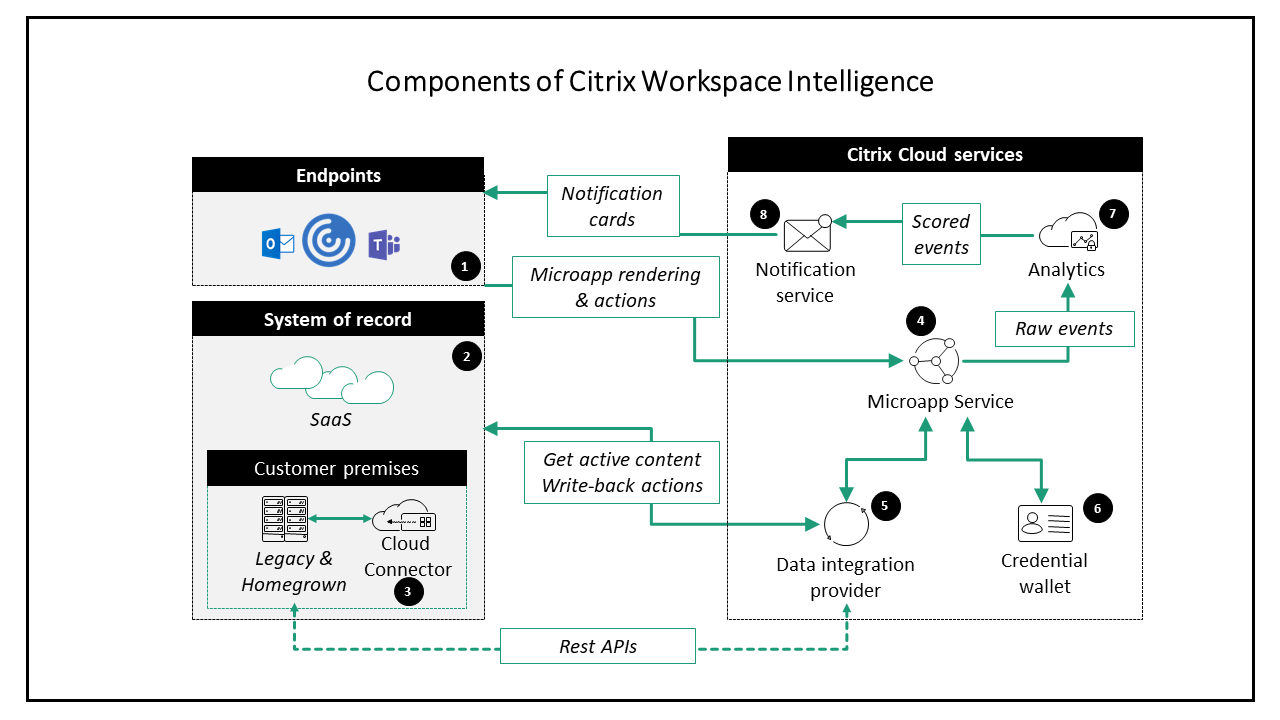 Components of Citrix Workspace Intelligence
Endpoints
O
T
1
Notification
cards
Microapp rendering
& actions
System of record
2
SaaS
Customer premises
Legacy &
Homegrown
Cloud
Connector
3
Get active content
Write-back actions
Rest APIs
Citrix Cloud services
8
Notification
service
Scored
events
7
Analytics
Raw events
4
Microapp Service
5
Data integration
provider
6
Credential
wallet